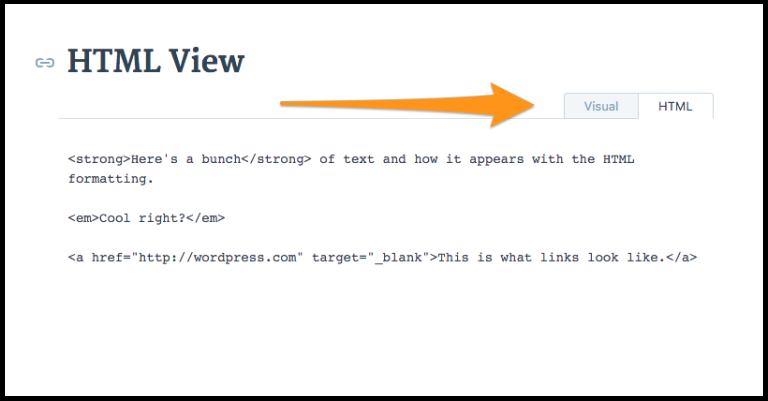 HTML View
Visual HTML
<strong>Here's a bunch</strong> of text and how it appears with the HTML
formatting.
<em>Cool right?</em>
<a href="http://wordpress.com" target="_blank">This is what links look like.</a>